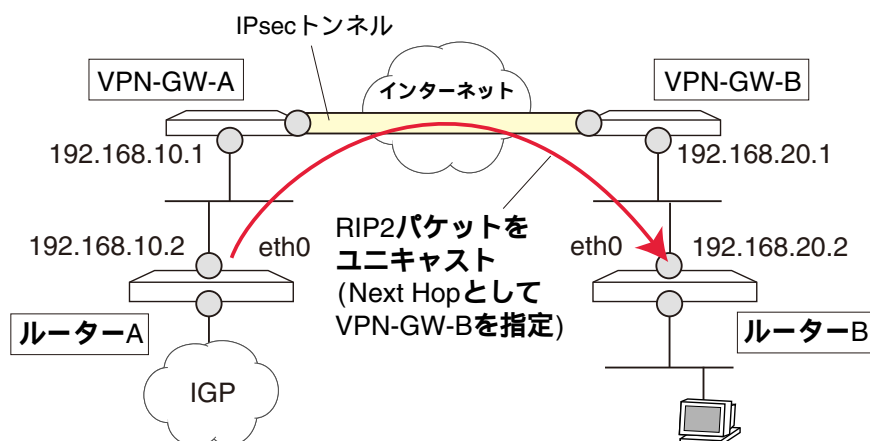 IPsecトンネル
VPN-GW-A
インターネット
VPN-GW-B
192.168.10.1
192.168.20.1
192.168.10.2
eth0
RIP2パケットを
ユニキャスト
(Next Hopとして
VPN-GW-Bを指定)
eth0
192.168.20.2
ルーターA
ルーターB
IGP